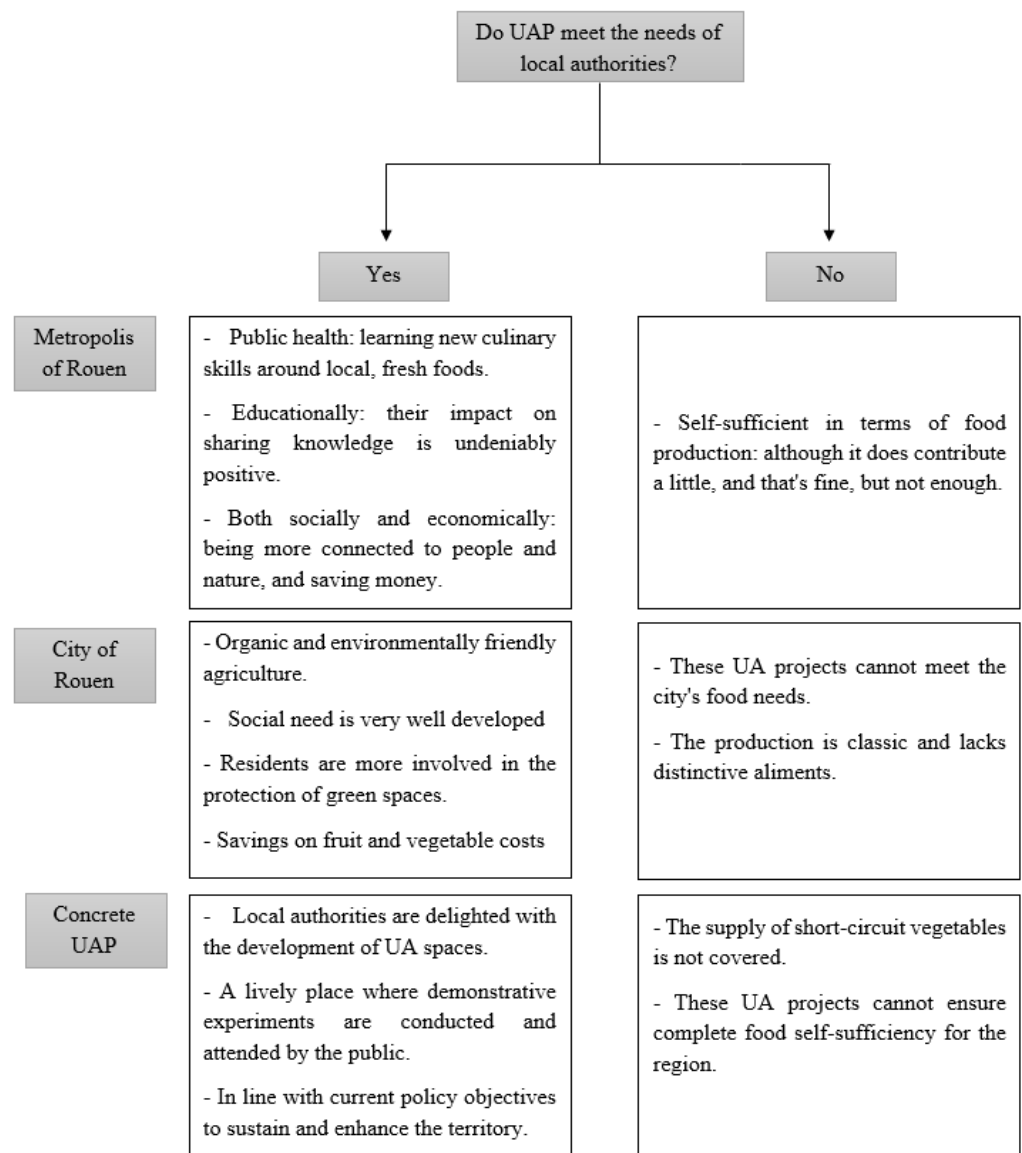 Do UAP meet the needs of
local authorities?
Yes
No
Metropolis
of Rouen
- Public health: learning new culinary
skills around local, fresh foods.
- Educationally: their impact on
sharing knowledge is undeniably
positive.
- Both socially and economically:
being more connected to people and
nature, and saving money.
- Self-sufficient in terms of food
production: although it does contribute
a little, and that's fine, but not enough.
City of
Rouen
- Organic and environmentally friendly
agriculture.
- Social need is very well developed
- Residents are more involved in the
protection of green spaces.
- Savings on fruit and vegetable costs
- These UA projects cannot meet the
city's food needs.
- The production is classic and lacks
distinctive aliments.
Concrete
UAP
- Local authorities are delighted with
the development of UA spaces.
- A lively place where demonstrative
experiments are conducted and
attended by the public.
- In line with current policy objectives
to sustain and enhance the territory.
- The supply of short-circuit vegetables
is not covered.
- These UA projects cannot ensure
complete food self-sufficiency for the
region.